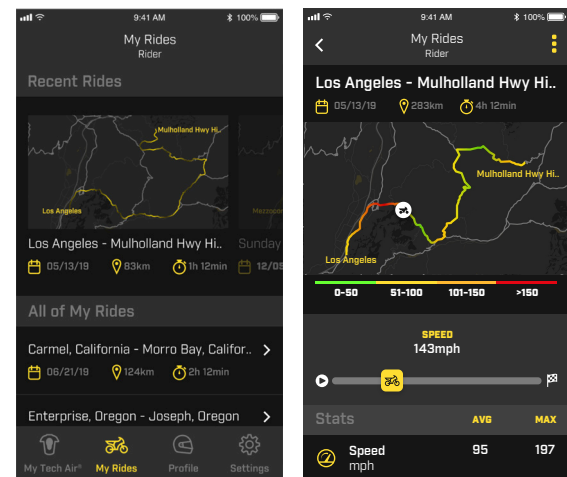 9:41 AM
100%
My Rides
Rider
Recent Rides
Mulholland Hwy Hi..
Los Angeles
Los Angeles - Mulholland Hwy Hi..
05/13/19
83km
1h 12min
Sunday
All of My Rides
Carmel, California - Morro Bay, Califor..
06/21/19
124km
2h 12min
Enterprise, Oregon - Joseph, Oregon
My Tech Air®
My Rides
Profile
Settings
9:41 AM
100%
My Rides
Rider
Los Angeles - Mulholland Hwy Hi..
05/13/19
283km
4h 12min
Mulholland Hwy Hi..
Los Angeles
0-50
51-100
101-150
>150
SPEED
143mph
Stats
AVG
MAX
Speed
95
197
mph